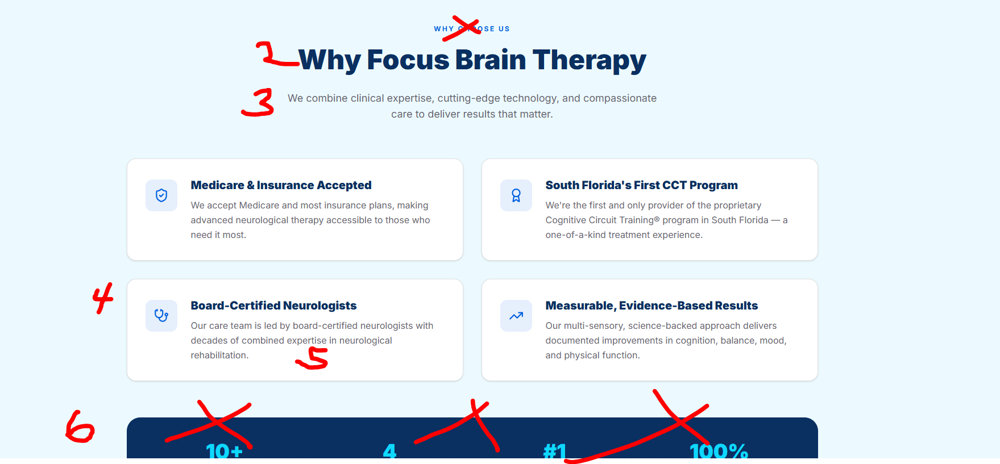 WHY CHOOSE US
2
Why Focus Brain Therapy
3
We combine clinical expertise, cutting-edge technology, and compassionate
care to deliver results that matter.
Medicare & Insurance Accepted
We accept Medicare and most insurance plans, making
advanced neurological therapy accessible to those who
need it most.
South Florida's First CCT Program
We're the first and only provider of the proprietary
Cognitive Circuit Training® program in South Florida — a
one-of-a-kind treatment experience.
4
Board-Certified Neurologists
Our care team is led by board-certified neurologists with
decades of combined expertise in neurological
rehabilitation.
5
Measurable, Evidence-Based Results
Our multi-sensory, science-backed approach delivers
documented improvements in cognition, balance, mood,
and physical function.
6
10+ 4 #1 100%